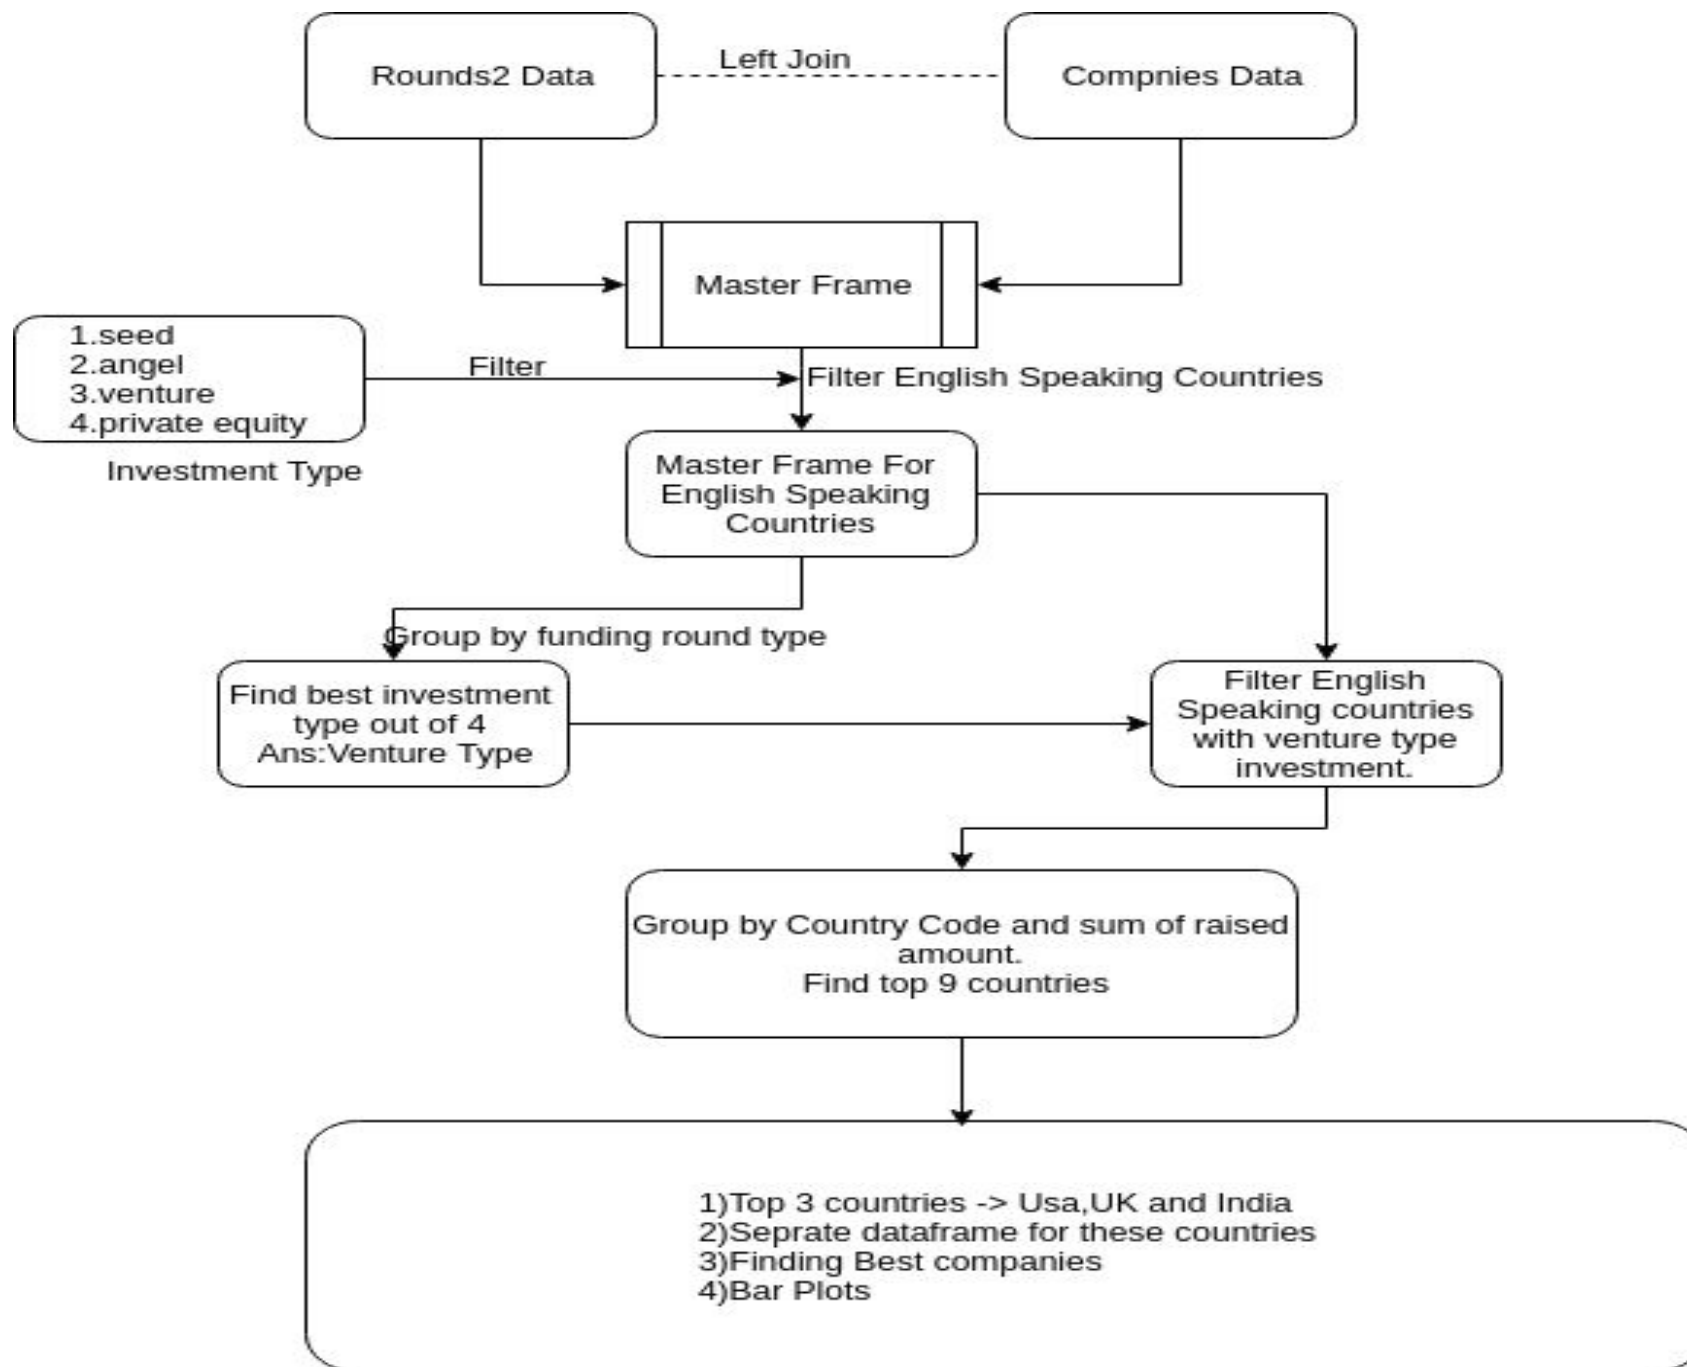 Rounds2 Data
Left Join
Compnies Data
Master Frame
1.seed
2.angel
3.venture
4.private equity
Filter
Filter English Speaking Countries
Investment Type
Master Frame For
English Speaking
Countries
Group by funding round type
Find best investment
type out of 4
Ans:Venture Type
Filter English
Speaking countries
with venture type
investment.
Group by Country Code and sum of raised
amount.
Find top 9 countries
1)Top 3 countries -> Usa,UK and India
2)Seprate dataframe for these countries
3)Finding Best companies
4)Bar Plots